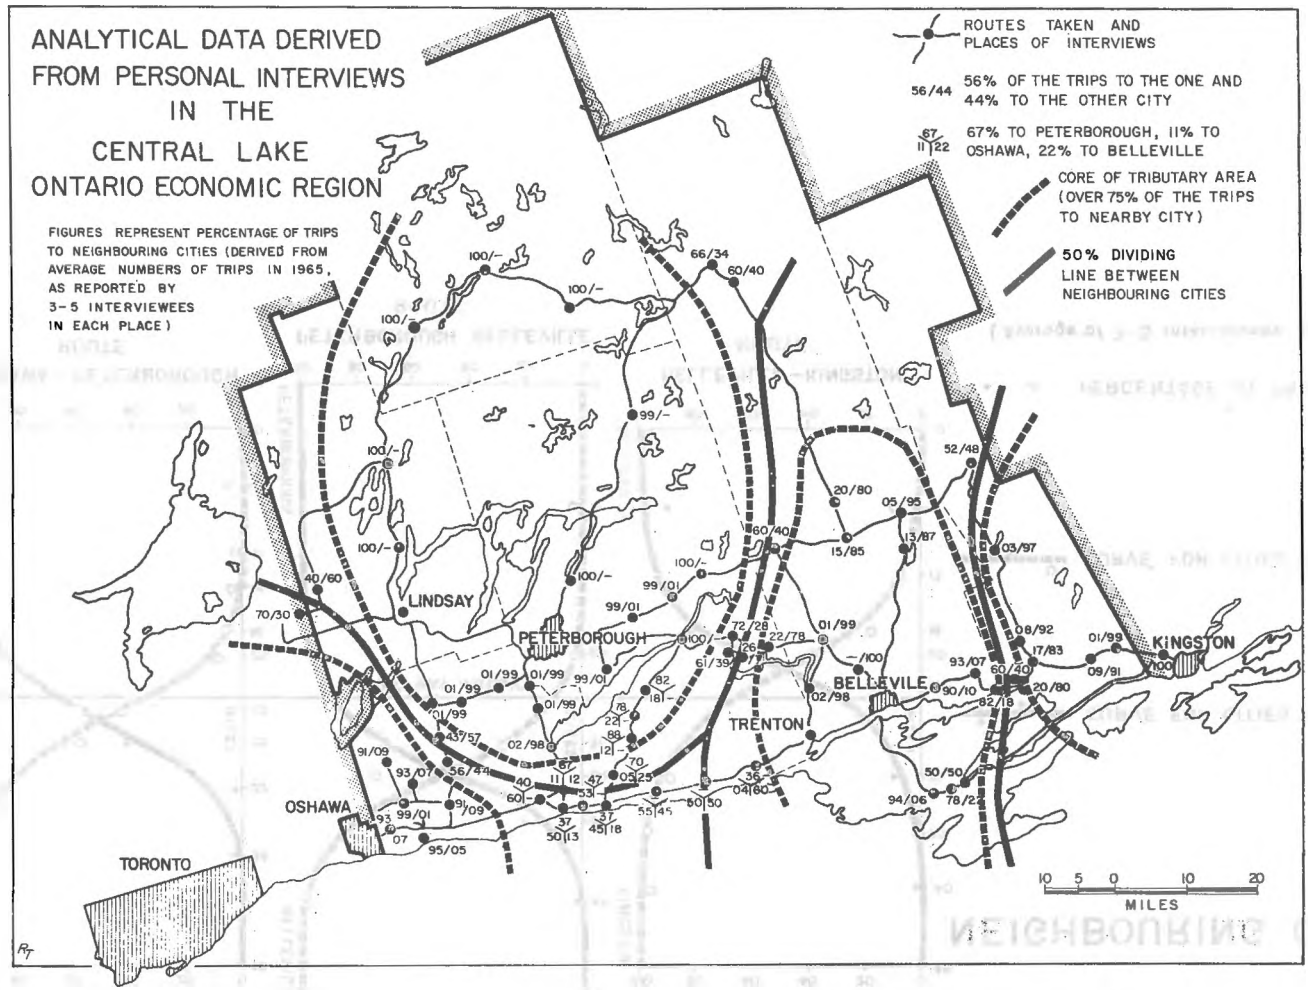 ANALYTICAL DATA DERIVED
FROM PERSONAL INTERVIEWS
IN THE
CENTRAL LAKE
ONTARIO ECONOMIC REGION
FIGURES REPRESENT PERCENTAGE OF TRIPS
TO NEIGHBOURING CITIES (DERIVED FROM
AVERAGE NUMBERS OF TRIPS IN 1965,
AS REPORTED BY
3-5 INTERVIEWEES
IN EACH PLACE)
ROUTES TAKEN AND
PLACES OF INTERVIEWS
56/44
56% OF THE TRIPS TO THE ONE AND
44% TO THE OTHER CITY
67
11|22
67% TO PETERBOROUGH, 11% TO
OSHAWA, 22% TO BELLEVILLE
CORE OF TRIBUTARY AREA
(OVER 75% OF THE TRIPS
TO NEARBY CITY)
50% DIVIDING
LINE BETWEEN
NEIGHBOURING CITIES
100/-
66/34
60/40
100/-
100/-
99/-
100/-
52/48
20/80
05/95
60/40
15/85
13/87
03/97
100/-
100/-
100/-
99/01
40/60
70/30
LINDSAY
99/01
PETERBOROUGH
100/-
72/28
26
22/78
61/39
01/99
-/100
08/92
17/83
01/99
09/91
KINGSTON
100
01/99
01/99
01/99
99/01
82
18|-
BELLEVILE
93/07
90/10
60/40
82/18
20/80
02/98
01/99
01/99
43/57
78
22|-
TRENTON
02/98
88
12|-
91/09
93/07
56/44
67
11|12
70
05|25
40
60|-
47
53|-
36
04|60
50/50
94/06
78/22
OSHAWA
99/01
91/09
93
07
95/05
37
50|13
37
45|18
55|45
50|50
TORONTO
10 5 0 10 20
MILES
RT